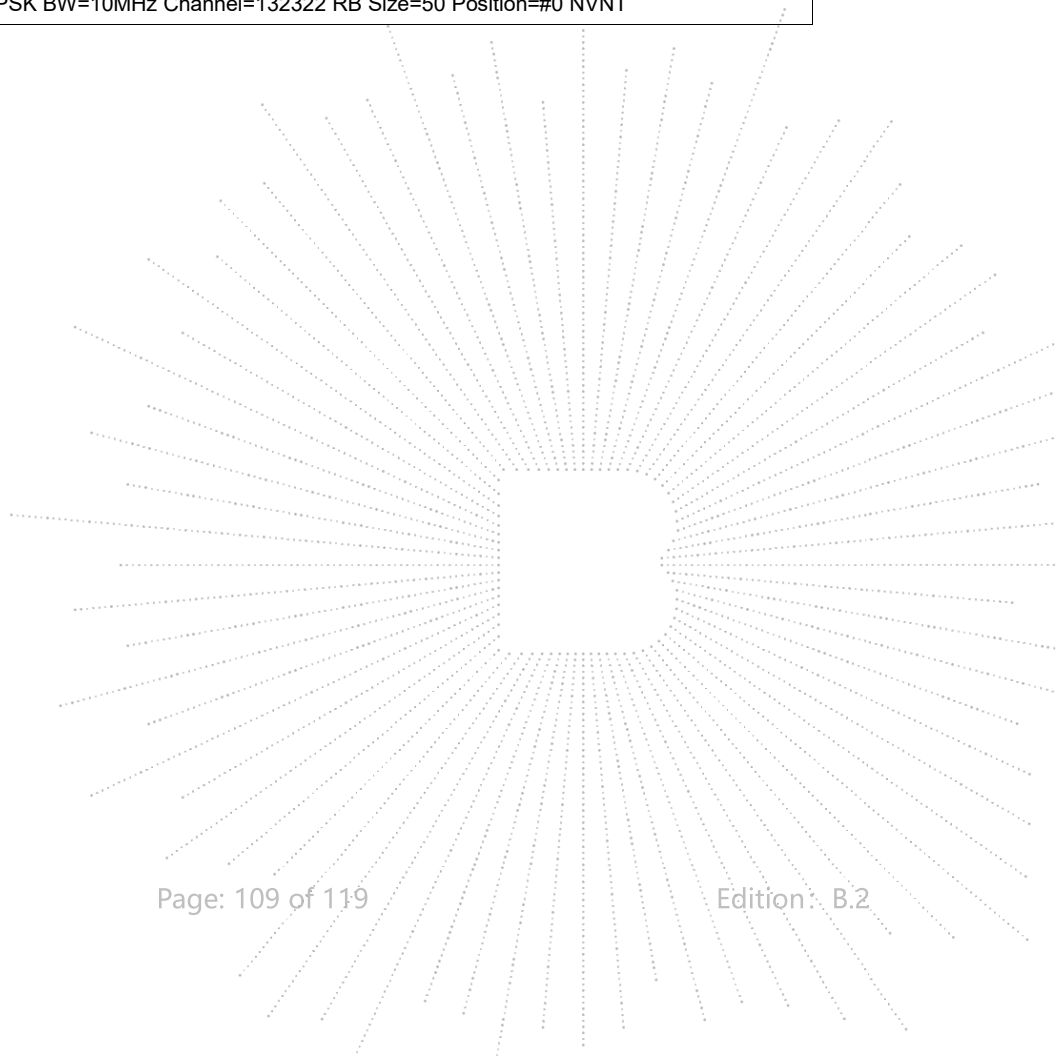 PSK BW=10MHz Channel=132322 RB Size=50 Position=#0 NVNT
Page: 109 of 119 Edition： B.2